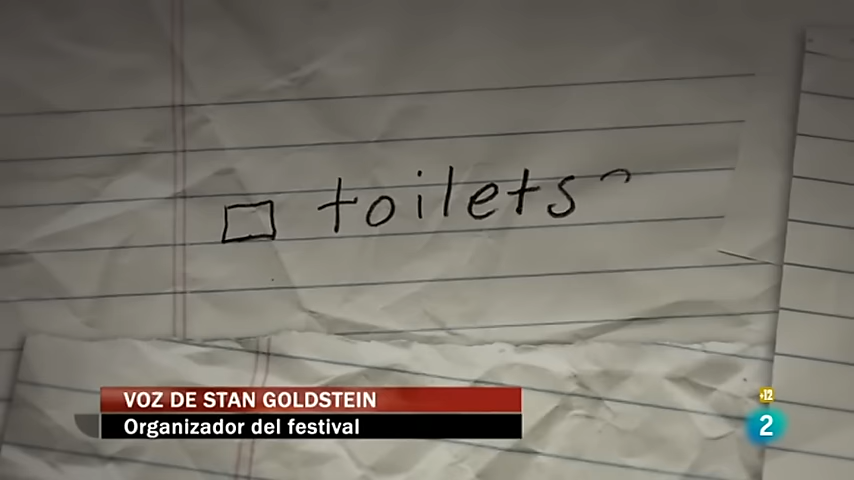 toilets
VOZ DE STAN GOLDSTEIN
Organizador del festival
+12
2